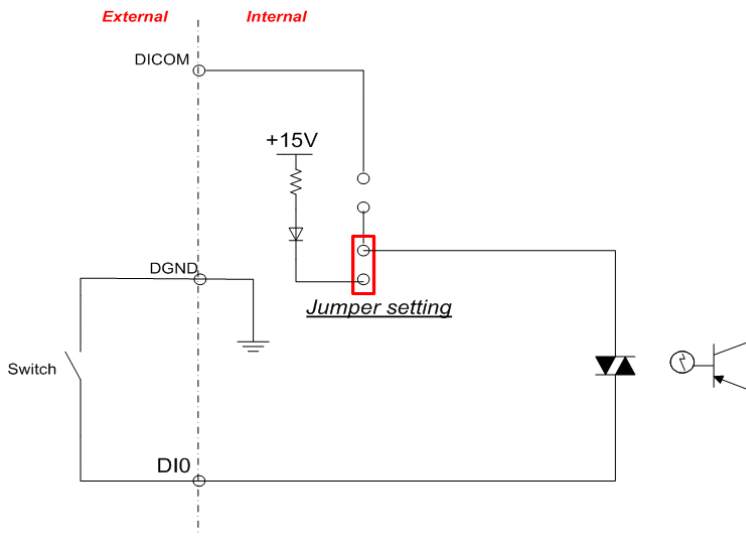 External
Internal
DICOM
+15V
DGND
Jumper setting
Switch
DI0